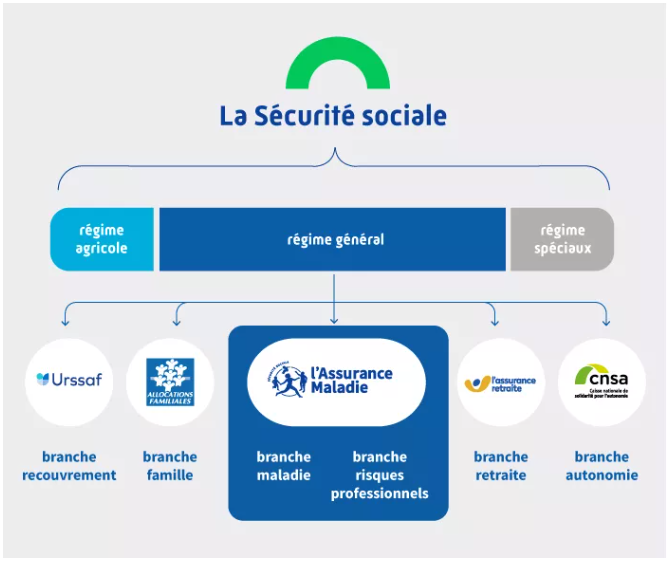 La Sécurité sociale
régime
agricole
régime général
régime
spéciaux
Urssaf
ALLOCATIONS
FAMILIALES
l'Assurance
Maladie
l'assurance
retraite
cnsa
Caisse nationale de
solidarité pour l'autonomie
branche
recouvrement
branche
famille
branche
maladie
branche
risques
professionnels
branche
retraite
branche
autonomie